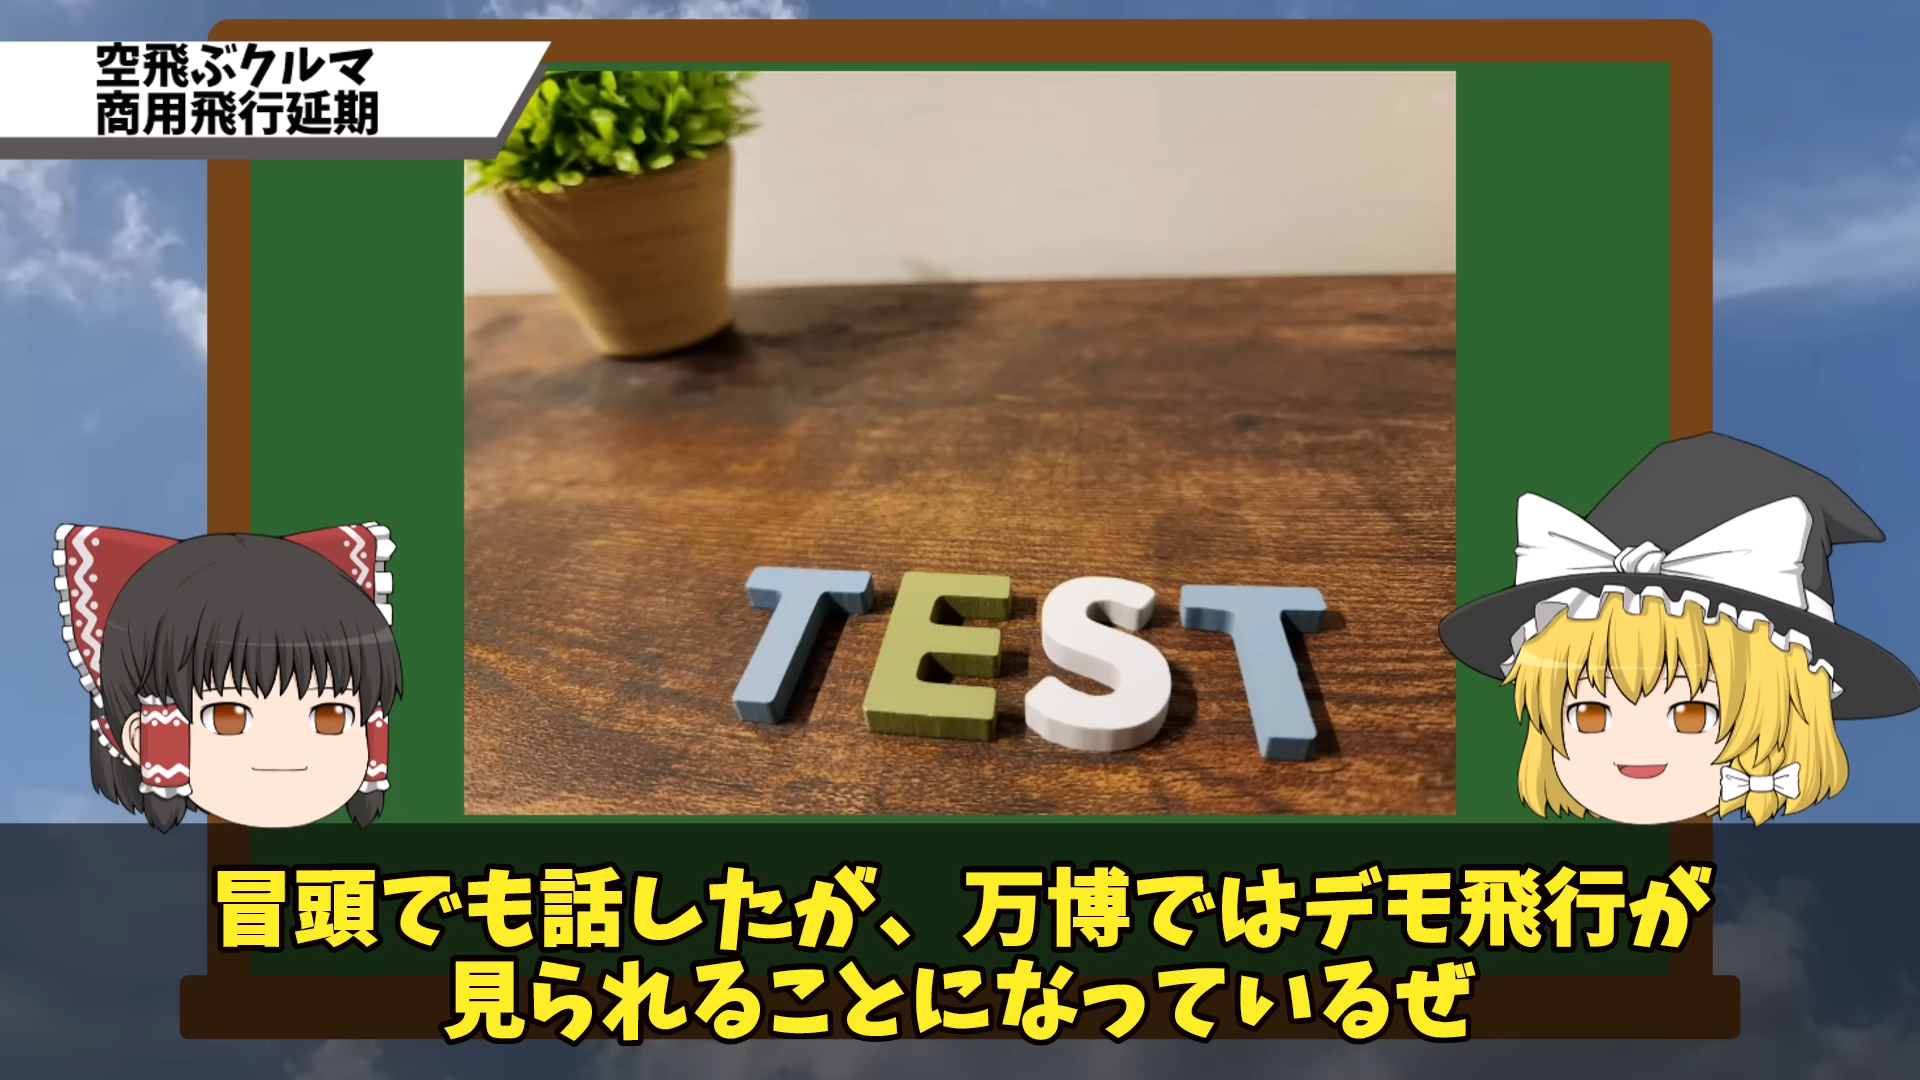 空飛ぶクルマ
商用飛行延期
TEST
冒頭でも話したが、万博ではデモ飛行が
見られることになっているぜ